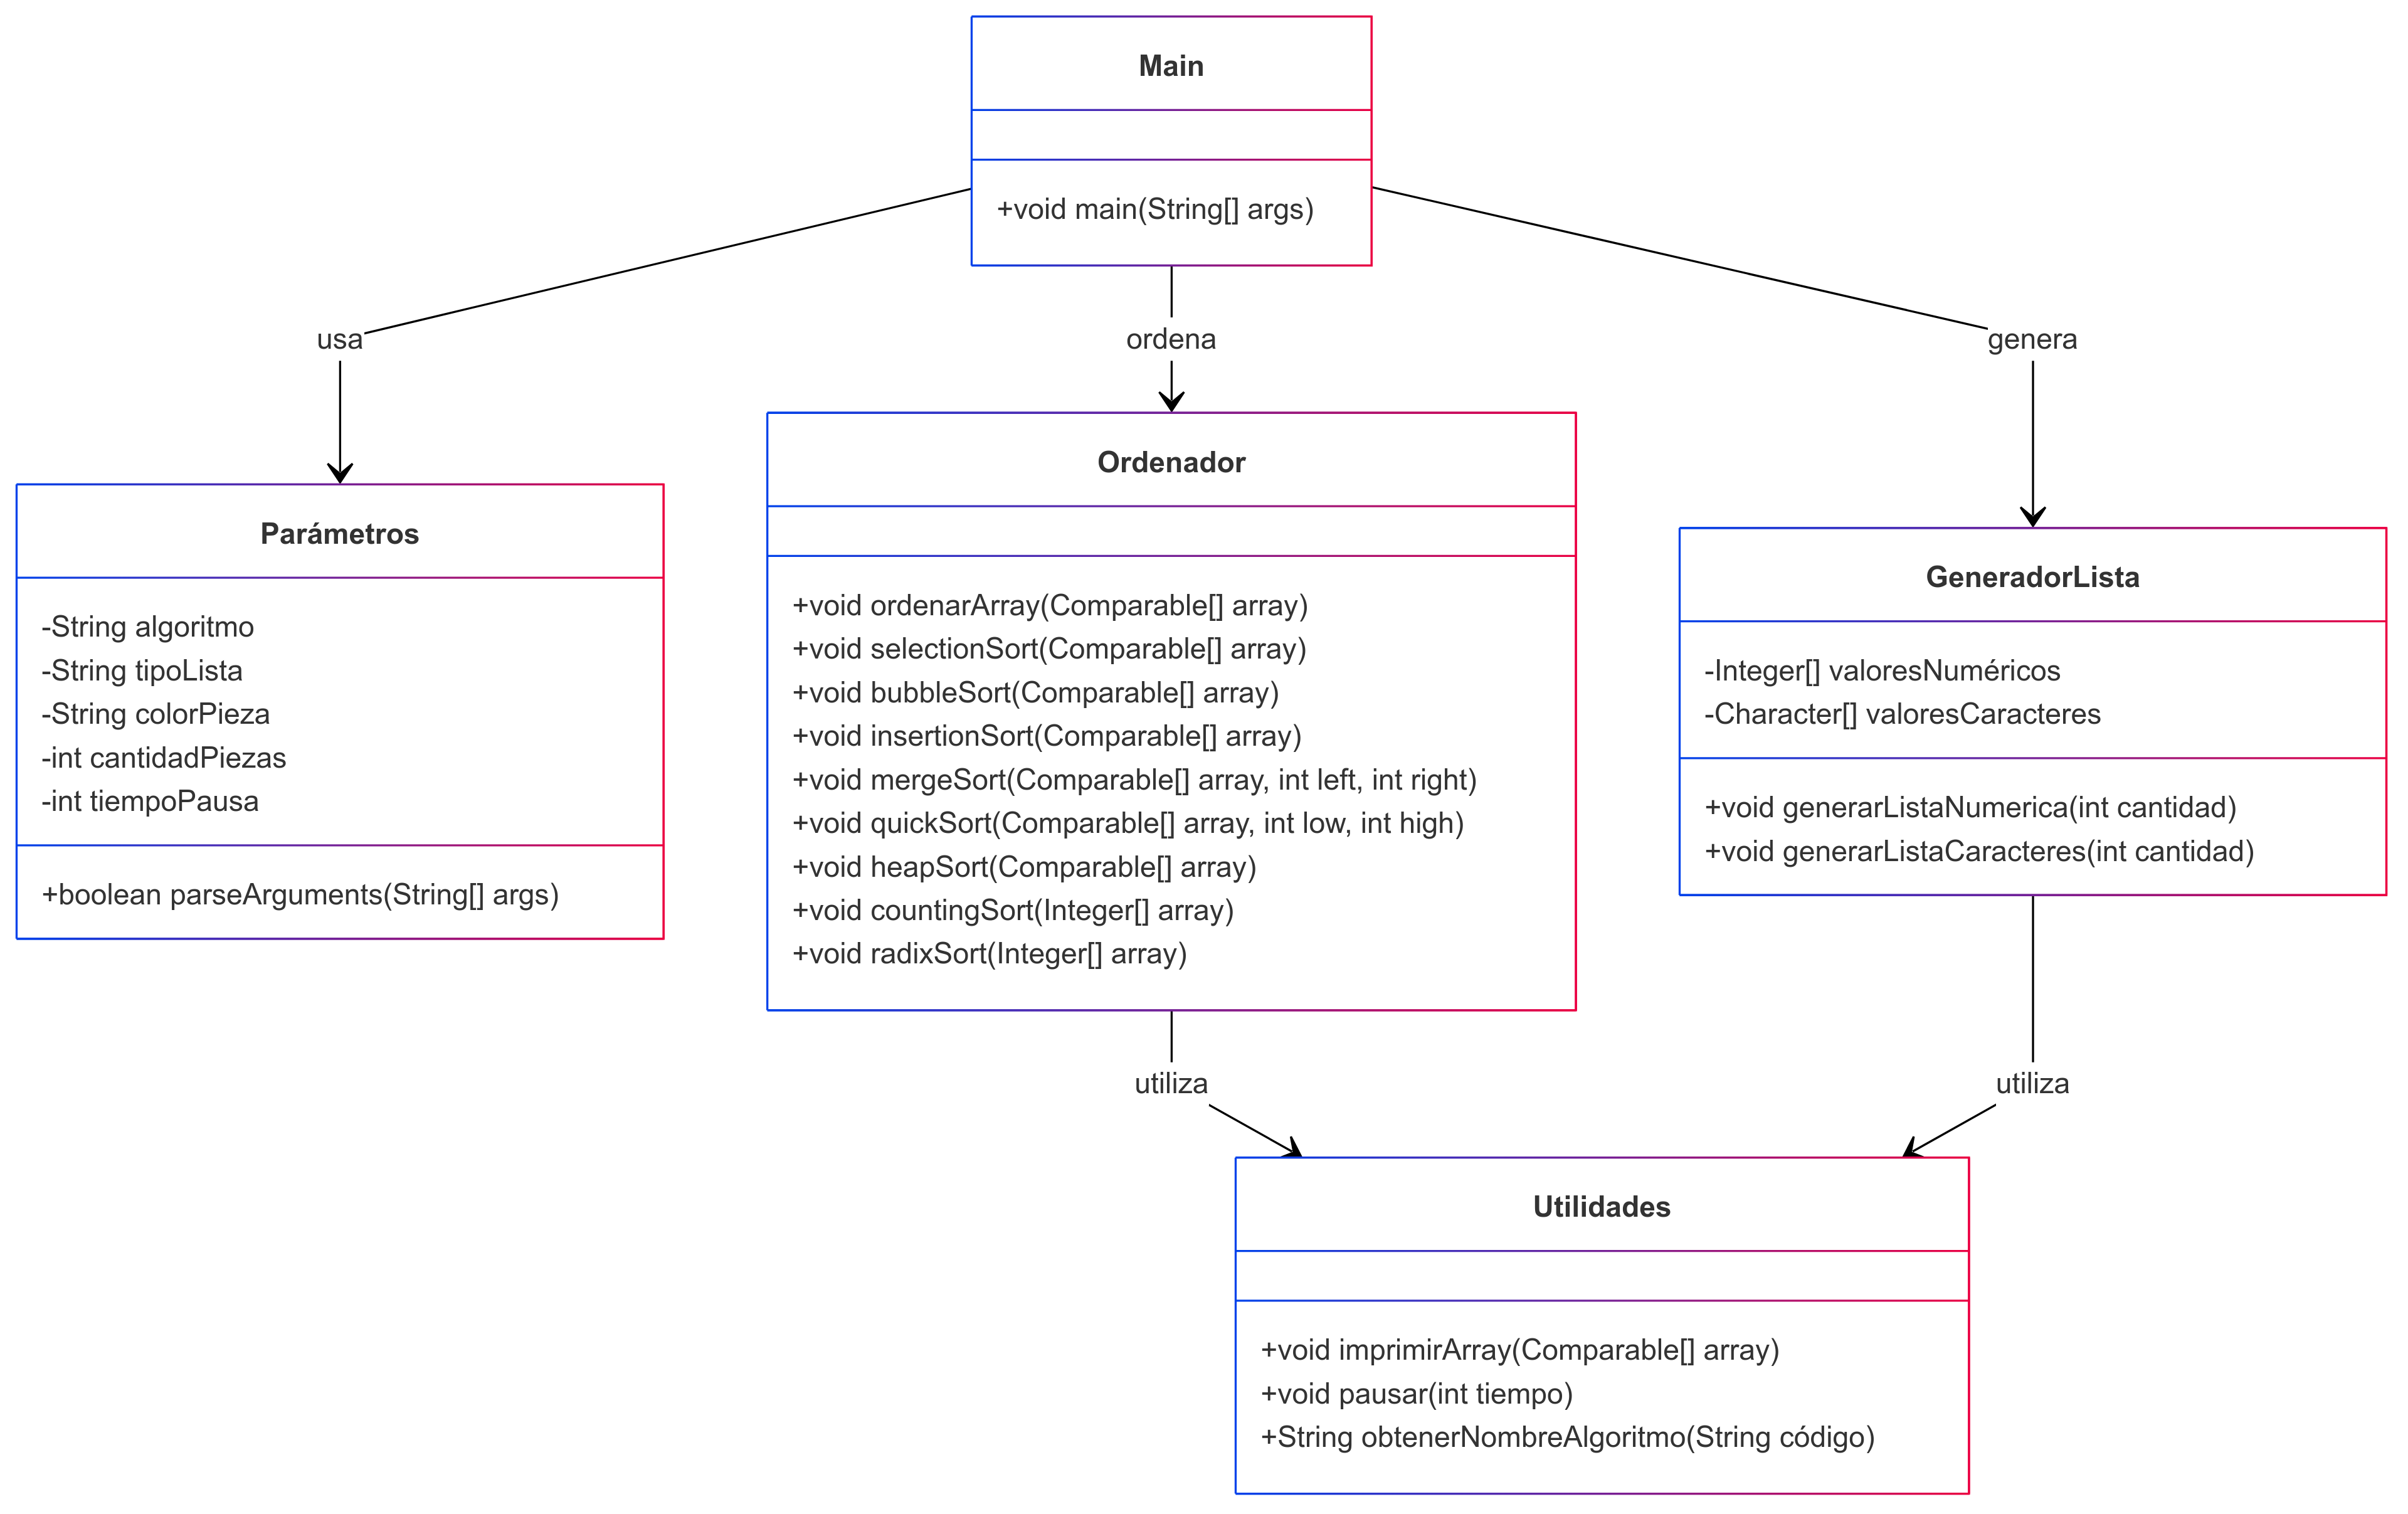 Main
+void main(String[] args)
usa
ordena
genera
Parámetros
-String algoritmo
-String tipoLista
-String colorPieza
-int cantidadPiezas
-int tiempoPausa
+boolean parseArguments(String[] args)
Ordenador
+void ordenarArray(Comparable[] array)
+void selectionSort(Comparable[] array)
+void bubbleSort(Comparable[] array)
+void insertionSort(Comparable[] array)
+void mergeSort(Comparable[] array, int left, int right)
+void quickSort(Comparable[] array, int low, int high)
+void heapSort(Comparable[] array)
+void countingSort(Integer[] array)
+void radixSort(Integer[] array)
GeneradorLista
-Integer[] valoresNuméricos
-Character[] valoresCaracteres
+void generarListaNumerica(int cantidad)
+void generarListaCaracteres(int cantidad)
utiliza
utiliza
Utilidades
+void imprimirArray(Comparable[] array)
+void pausar(int tiempo)
+String obtenerNombreAlgoritmo(String código)